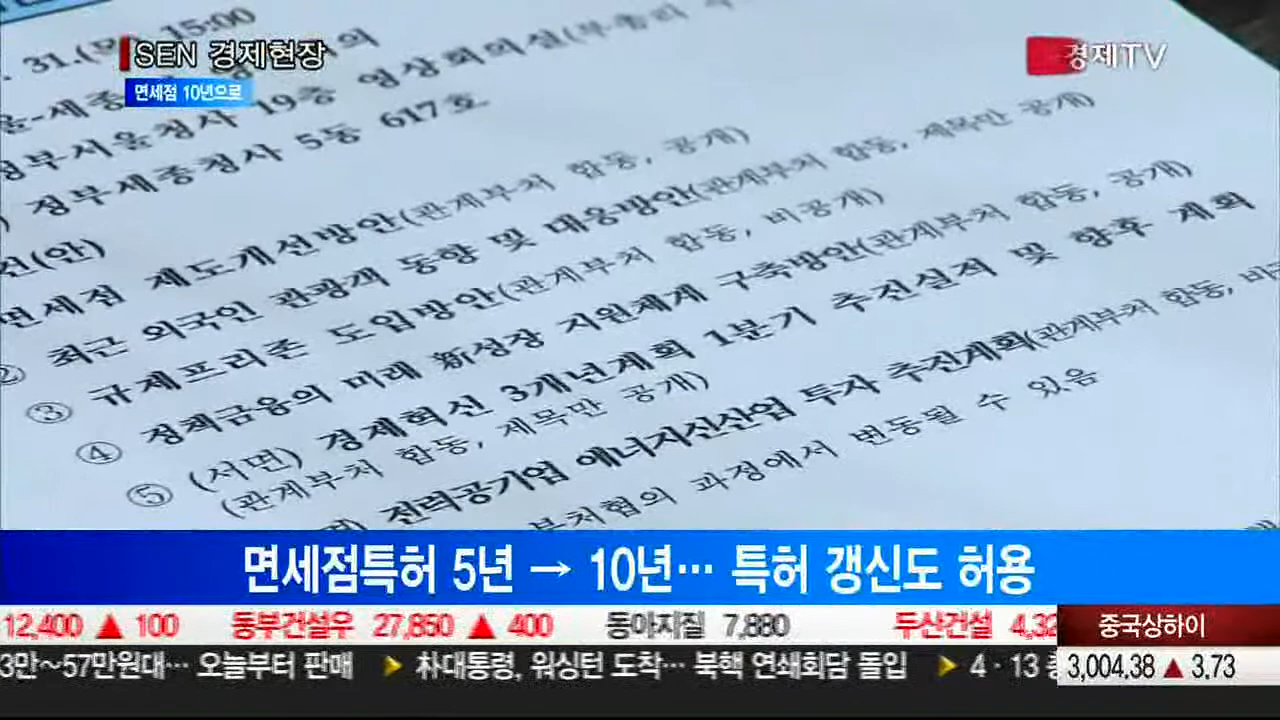 SEN 경제현장
경제TV
면세점 10년으로
31.(목) 15:00
정부서울청사 19층 영상회의실
정부세종청사 5동 617호
(안)
면세점 제도개선방안(관계부처 합동, 공개)
② 최근 외국인 관광객 동향 및 대응방안(관계부처 합동, 제목만 공개)
③ 규제프리존 도입방안(관계부처 합동, 비공개)
④ 정책금융의 미래 新성장 지원체계 구축방안(관계부처 합동, 공개)
⑤ (서면) 경제혁신 3개년계획 1분기 추진실적 및 향후 계획
(관계부처 합동, 제목만 공개)
전력공기업 에너지신산업 투자 추진계획(관계부처 합동,
부처협의 과정에서 변동될 수 있음
면세점특허 5년 → 10년… 특허 갱신도 허용
12,400 ▲ 100 동부건설우 27,850 ▲ 400 동아지질 7,880 두산건설 4,32
중국상하이
3만~57만원대… 오늘부터 판매 ▶ 朴대통령, 워싱턴 도착… 북핵 연쇄회담 돌입 ▶ 4·13
3,004.38 ▲ 3.73